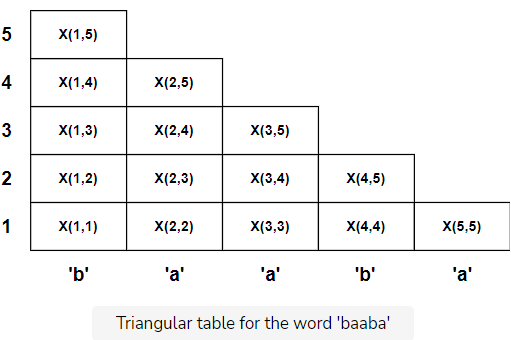 5 X(1,5)
4 X(1,4) X(2,5)
3 X(1,3) X(2,4) X(3,5)
2 X(1,2) X(2,3) X(3,4) X(4,5)
1 X(1,1) X(2,2) X(3,3) X(4,4) X(5,5)
'b' 'a' 'a' 'b' 'a'
Triangular table for the word 'baaba'